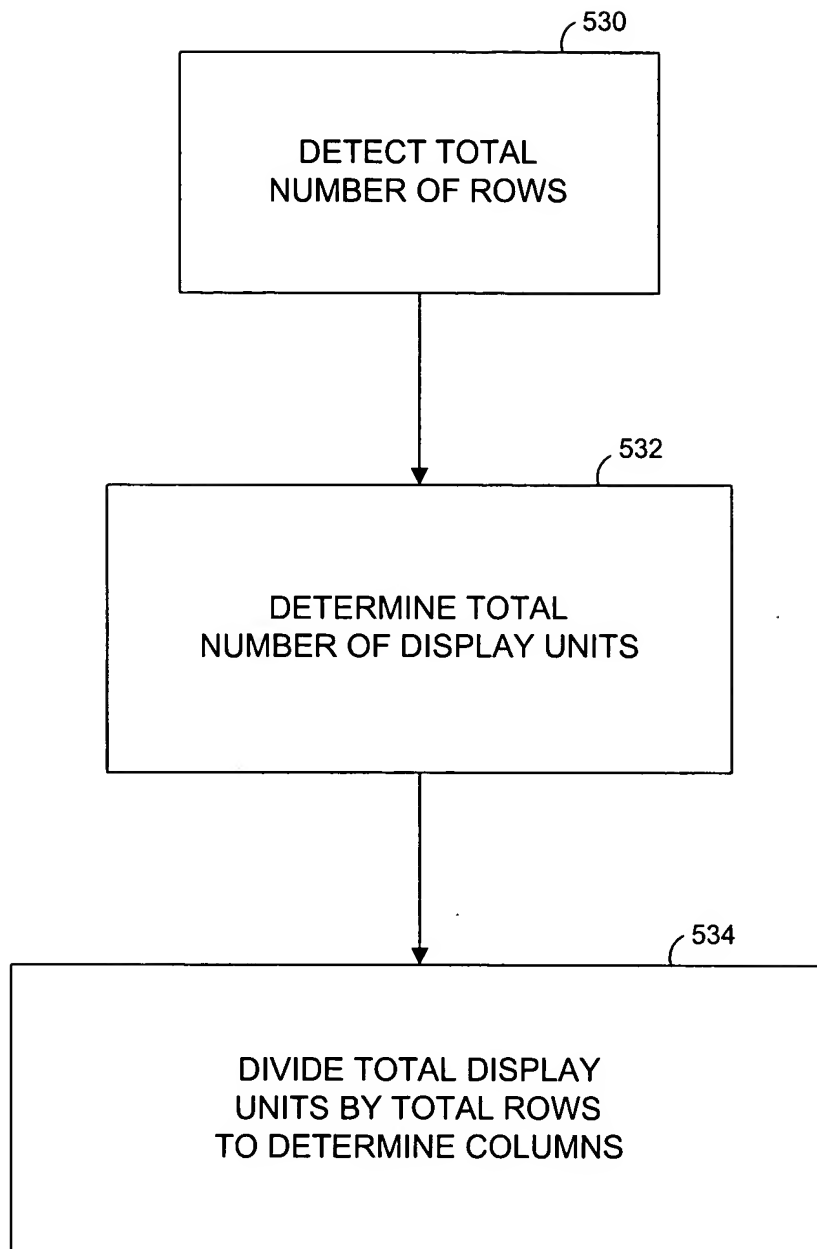 530
DETECT TOTAL
NUMBER OF ROWS
532
DETERMINE TOTAL
NUMBER OF DISPLAY UNITS
534
DIVIDE TOTAL DISPLAY
UNITS BY TOTAL ROWS
TO DETERMINE COLUMNS